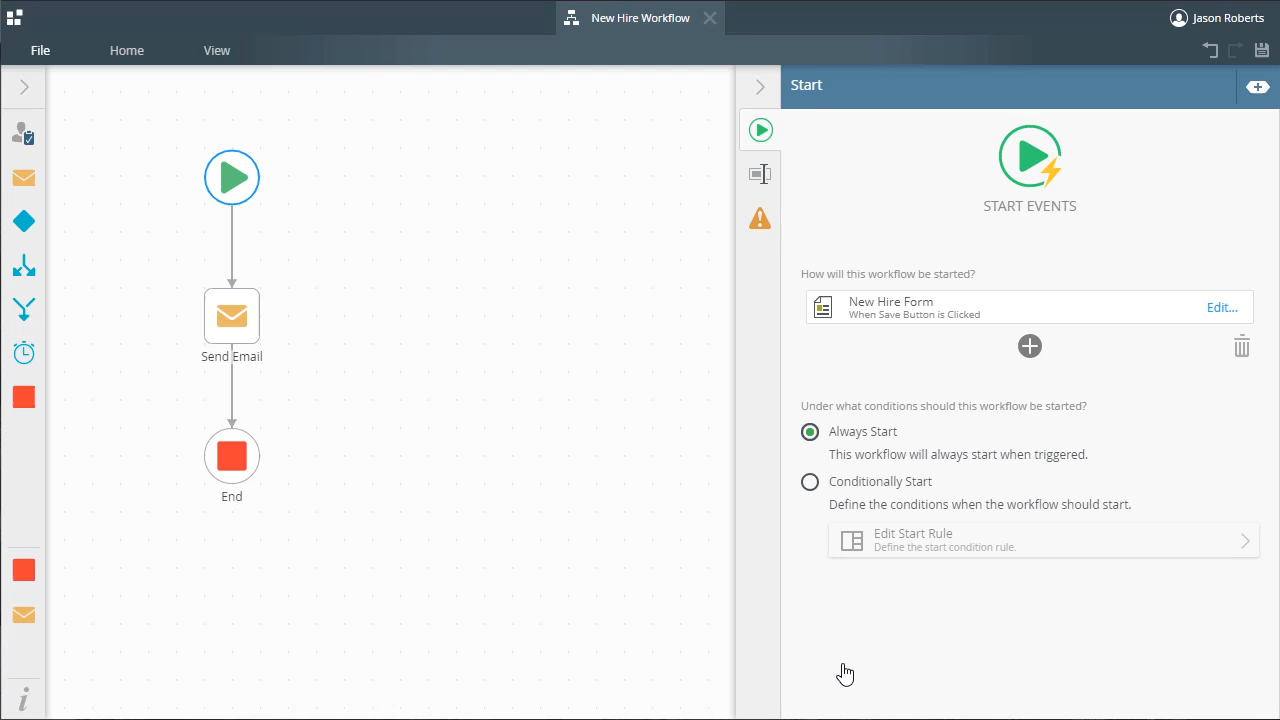 New Hire Workflow
Jason Roberts
File
Home
View
Start
START EVENTS
How will this workflow be started?
New Hire Form
When Save Button is Clicked
Edit...
Under what conditions should this workflow be started?
Always Start
This workflow will always start when triggered.
Conditionally Start
Define the conditions when the workflow should start.
Edit Start Rule
Define the start condition rule.
Send Email
End
i